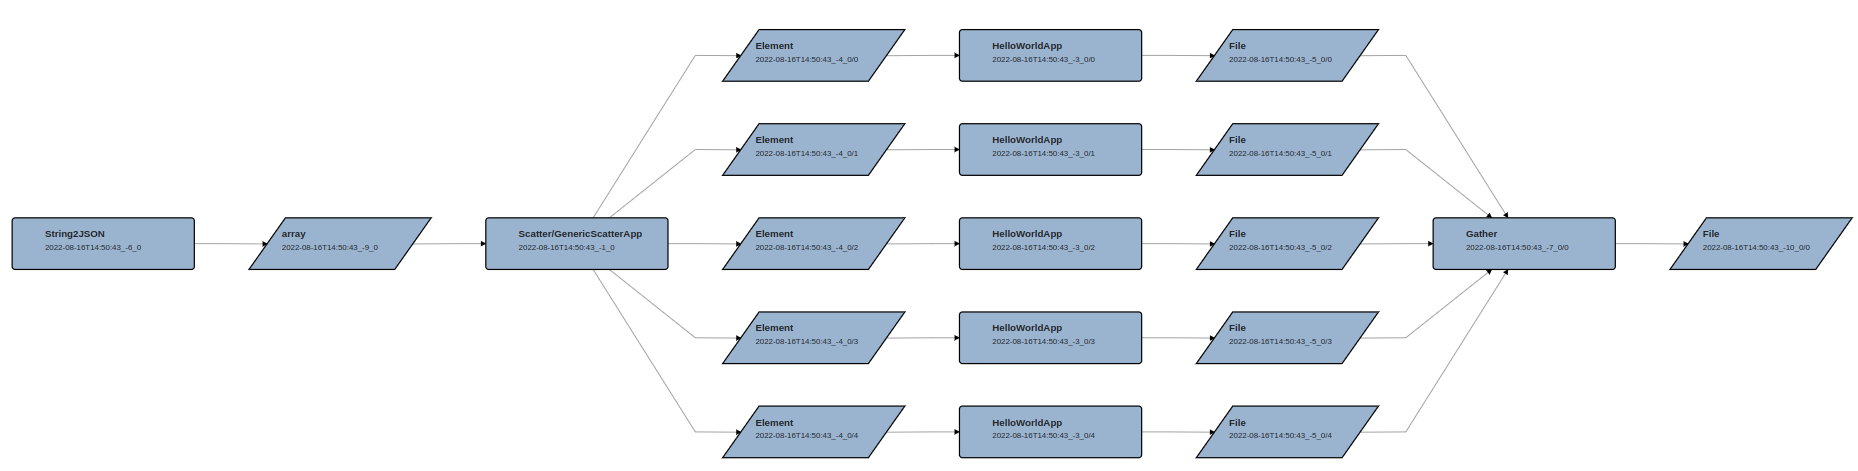 Element
2022-08-16T14:50:43_-4_0/0
HelloWorldApp
2022-08-16T14:50:43_-3_0/0
File
2022-08-16T14:50:43_-5_0/0
Element
2022-08-16T14:50:43_-4_0/1
HelloWorldApp
2022-08-16T14:50:43_-3_0/1
File
2022-08-16T14:50:43_-5_0/1
String2JSON
2022-08-16T14:50:43_-6_0
array
2022-08-16T14:50:43_-9_0
Scatter/GenericScatterApp
2022-08-16T14:50:43_-1_0
Element
2022-08-16T14:50:43_-4_0/2
HelloWorldApp
2022-08-16T14:50:43_-3_0/2
File
2022-08-16T14:50:43_-5_0/2
Gather
2022-08-16T14:50:43_-7_0/0
File
2022-08-16T14:50:43_-10_0/0
Element
2022-08-16T14:50:43_-4_0/3
HelloWorldApp
2022-08-16T14:50:43_-3_0/3
File
2022-08-16T14:50:43_-5_0/3
Element
2022-08-16T14:50:43_-4_0/4
HelloWorldApp
2022-08-16T14:50:43_-3_0/4
File
2022-08-16T14:50:43_-5_0/4